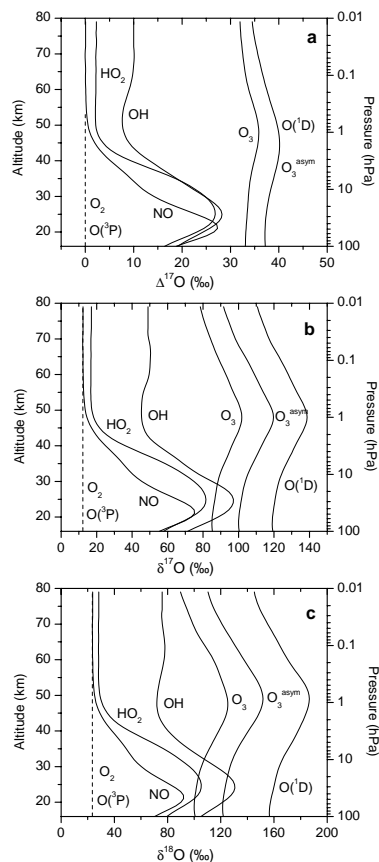 80
70
60
50
40
30
20
Altitude (km)
0.01
0.1
1
10
100
Pressure (hPa)
a
HO2
OH
O3
O(1D)
O3asym
O2
O(3P)
NO
0 10 20 30 40 50
Δ17O (‰)
80
70
60
50
40
30
20
Altitude (km)
0.01
0.1
1
10
100
Pressure (hPa)
b
HO2
OH
O3
O3asym
O2
O(3P)
NO
O(1D)
0 20 40 60 80 100 120 140
δ17O (‰)
80
70
60
50
40
30
20
Altitude (km)
0.01
0.1
1
10
100
Pressure (hPa)
c
HO2
OH
O3
O3asym
O2
O(3P)
NO
O(1D)
0 40 80 120 160 200
δ18O (‰)